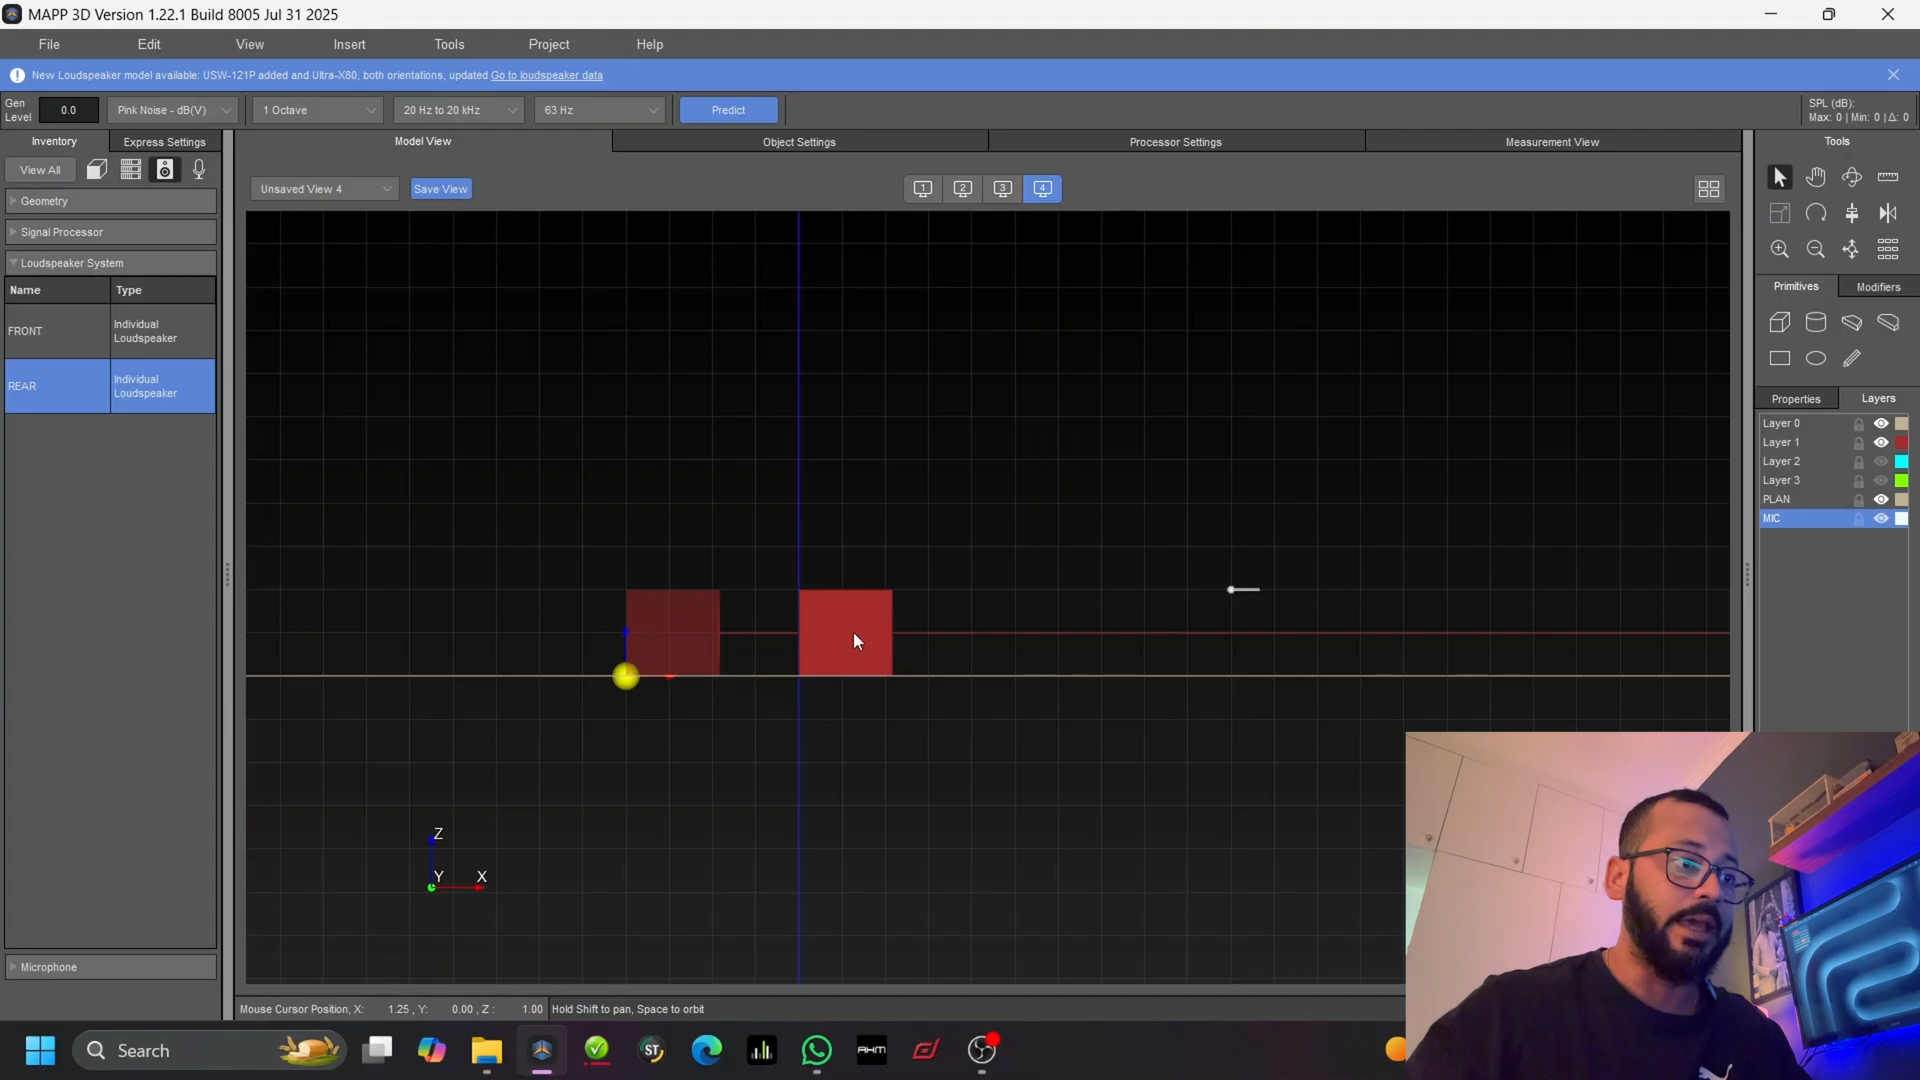 MAPP 3D Version 1.22.1 Build 8005 Jul 31 2025
File Edit View Insert Tools Project Help
New Loudspeaker model available: USW-121P added and Ultra-X80, both orientations, updated Go to loudspeaker data
Gen Level 0.0 Pink Noise - dB(V) 1 Octave 20 Hz to 20 kHz 63 Hz Predict
SPL (dB):
Max: 0 | Min: 0 | Δ: 0
Inventory Express Settings Model View Object Settings Processor Settings Measurement View Tools
View All
Unsaved View 4 Save View 1 2 3 4
Geometry
Signal Processor
Loudspeaker System
Name Type
FRONT Individual Loudspeaker
REAR Individual Loudspeaker
Microphone
Primitives Modifiers
Properties Layers
Layer 0
Layer 1
Layer 2
Layer 3
PLAN
MIC
Z
Y X
Mouse Cursor Position, X: 1.25 , Y: 0.00 , Z : 1.00 Hold Shift to pan, Space to orbit
Search
ST
AHM